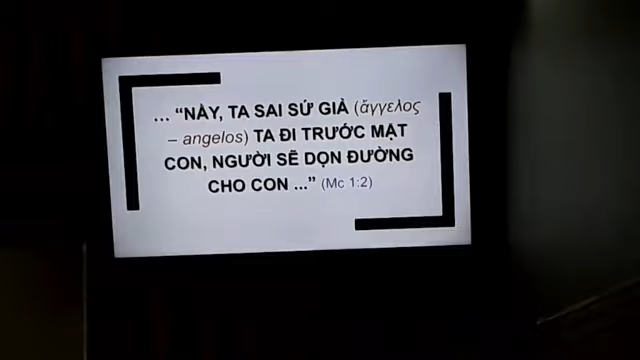 ... “NÀY, TA SAI SỨ GIẢ (ἄγγελος
– angelos) TA ĐI TRƯỚC MẶT
CON, NGƯỜI SẼ DỌN ĐƯỜNG
CHO CON ...” (Mc 1:2)